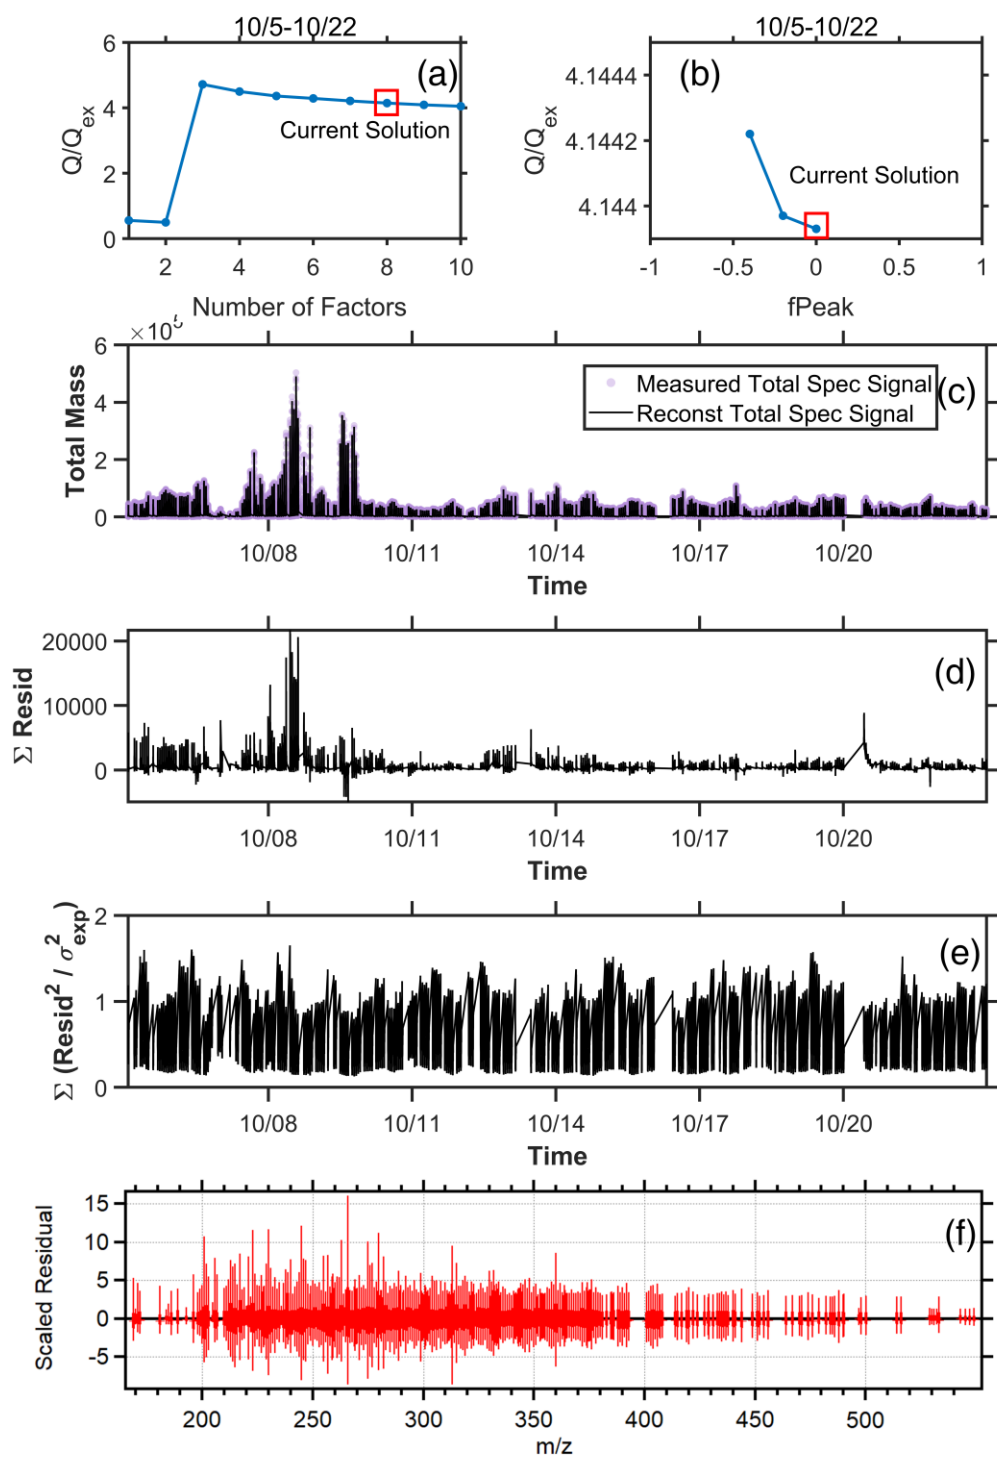 10/5-10/22
6
4
2
0
Q/Q_ex
(a)
Current Solution
2 4 6 8 10
Number of Factors
10/5-10/22
4.1444
4.1442
4.144
Q/Q_ex
(b)
Current Solution
-1 -0.5 0 0.5 1
fPeak
6
4
2
0
Total Mass
Measured Total Spec Signal
Reconst Total Spec Signal
(c)
10/08 10/11 10/14 10/17 10/20
Time
20000
10000
0
Σ Resid
(d)
10/08 10/11 10/14 10/17 10/20
Time
2
1
0
Σ (Resid² / σ²_exp)
(e)
10/08 10/11 10/14 10/17 10/20
Time
15
10
5
0
-5
Scaled Residual
(f)
200 250 300 350 400 450 500
m/z